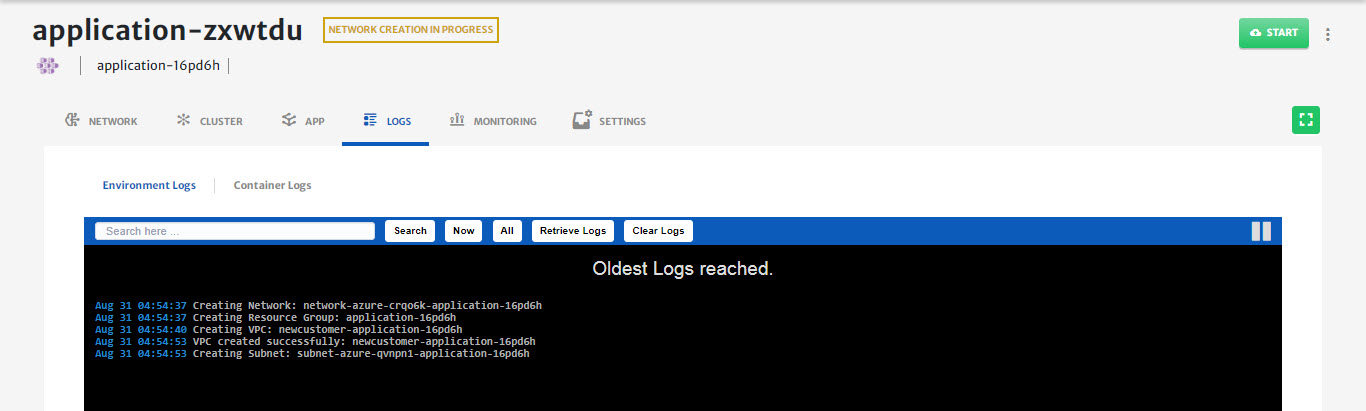 application-zxwtdu NETWORK CREATION IN PROGRESS START
application-16pd6h
NETWORK CLUSTER APP LOGS MONITORING SETTINGS
Environment Logs Container Logs
Search here ... Search Now All Retrieve Logs Clear Logs
Oldest Logs reached.
Aug 31 04:54:37 Creating Network: network-azure-crqo6k-application-16pd6h
Aug 31 04:54:37 Creating Resource Group: application-16pd6h
Aug 31 04:54:40 Creating VPC: newcustomer-application-16pd6h
Aug 31 04:54:53 VPC created successfully: newcustomer-application-16pd6h
Aug 31 04:54:53 Creating Subnet: subnet-azure-qvnpn1-application-16pd6h